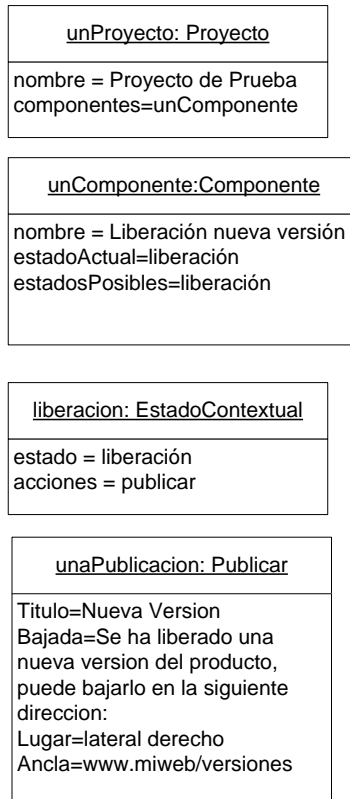 unProyecto: Proyecto
nombre = Proyecto de Prueba
componentes=unComponente
unComponente:Componente
nombre = Liberación nueva versión
estadoActual=liberación
estadosPosibles=liberación
liberacion: EstadoContextual
estado = liberación
acciones = publicar
unaPublicacion: Publicar
Titulo=Nueva Version
Bajada=Se ha liberado una
nueva version del producto,
puede bajarlo en la siguiente
direccion:
Lugar=lateral derecho
Ancla=www.miweb/versiones